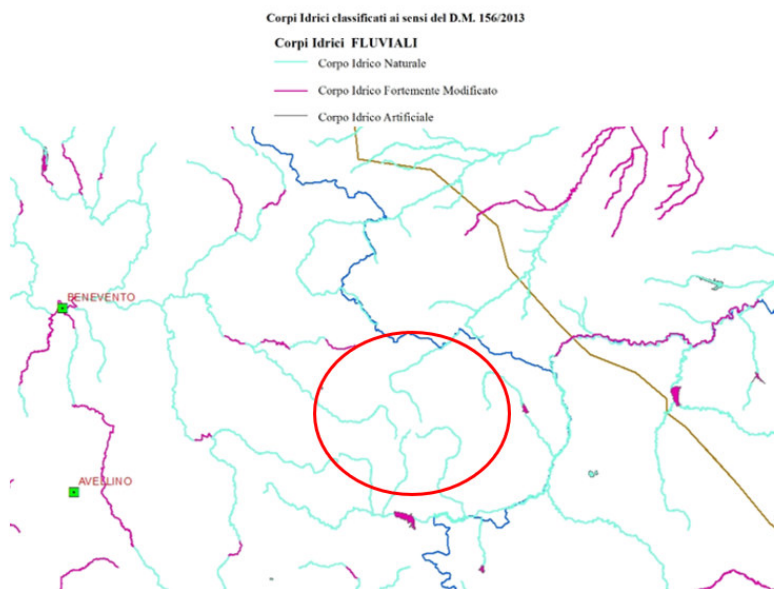 Corpi Idrici classificati ai sensi del D.M. 156/2013
Corpi Idrici FLUVIALI
Corpo Idrico Naturale
Corpo Idrico Fortemente Modificato
Corpo Idrico Artificiale
BENEVENTO
AVELLINO